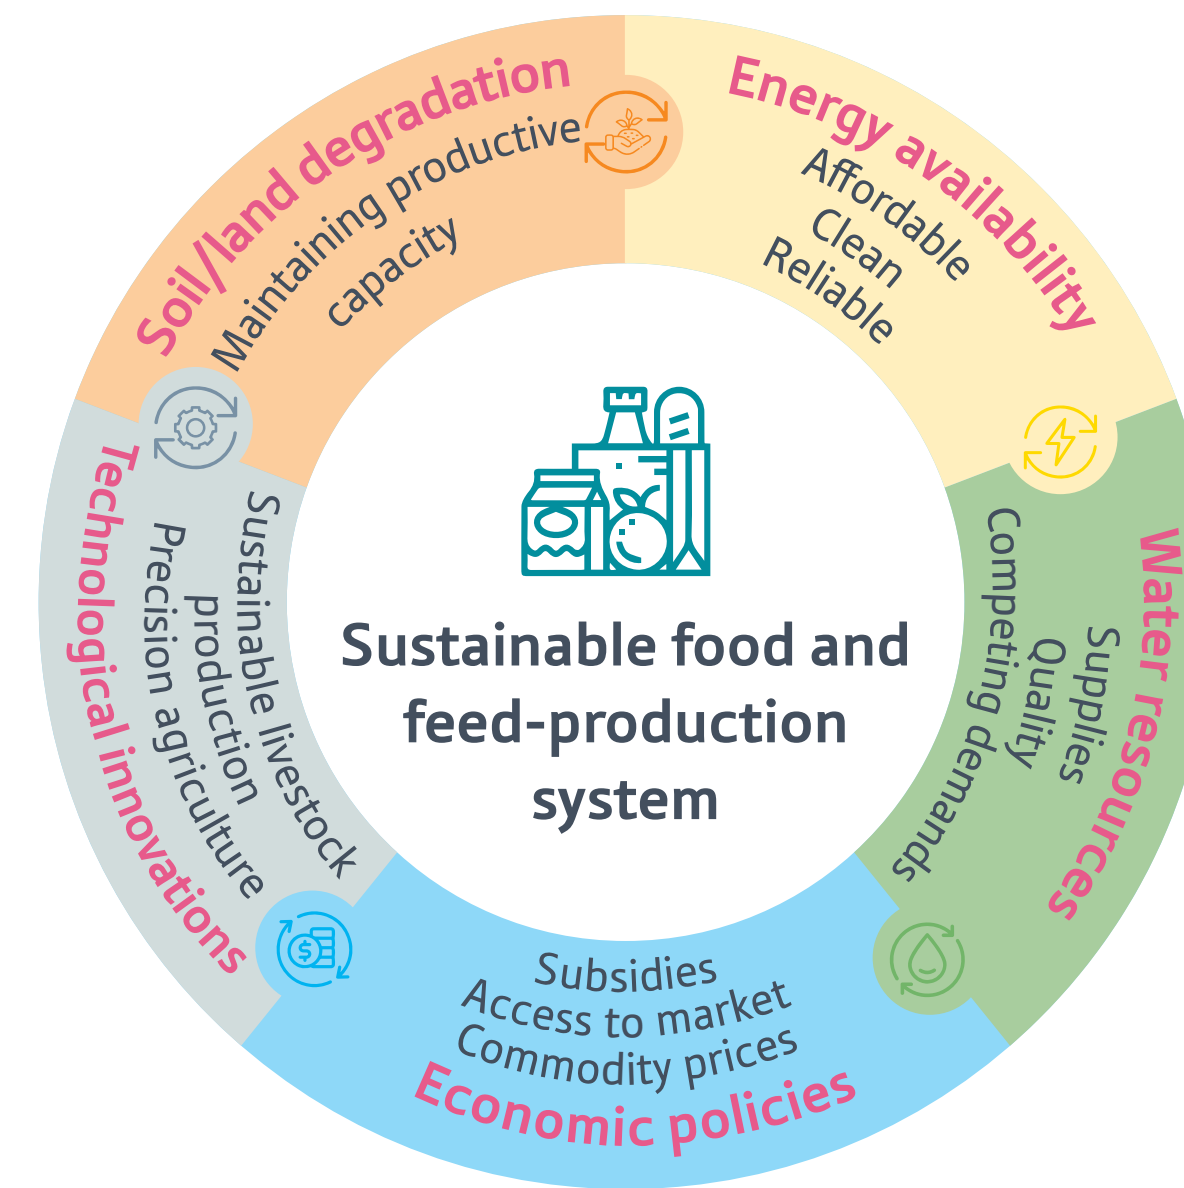 Soil/land degradation
Maintaining productive
capacity
Energy availability
Affordable
Clean
Reliable
Water resources
Supplies
Quality
Competing demands
Subsidies
Access to market
Commodity prices
Economic policies
Technological innovations
Precision agriculture
Sustainable livestock
production
Sustainable food and
feed-production
system
$